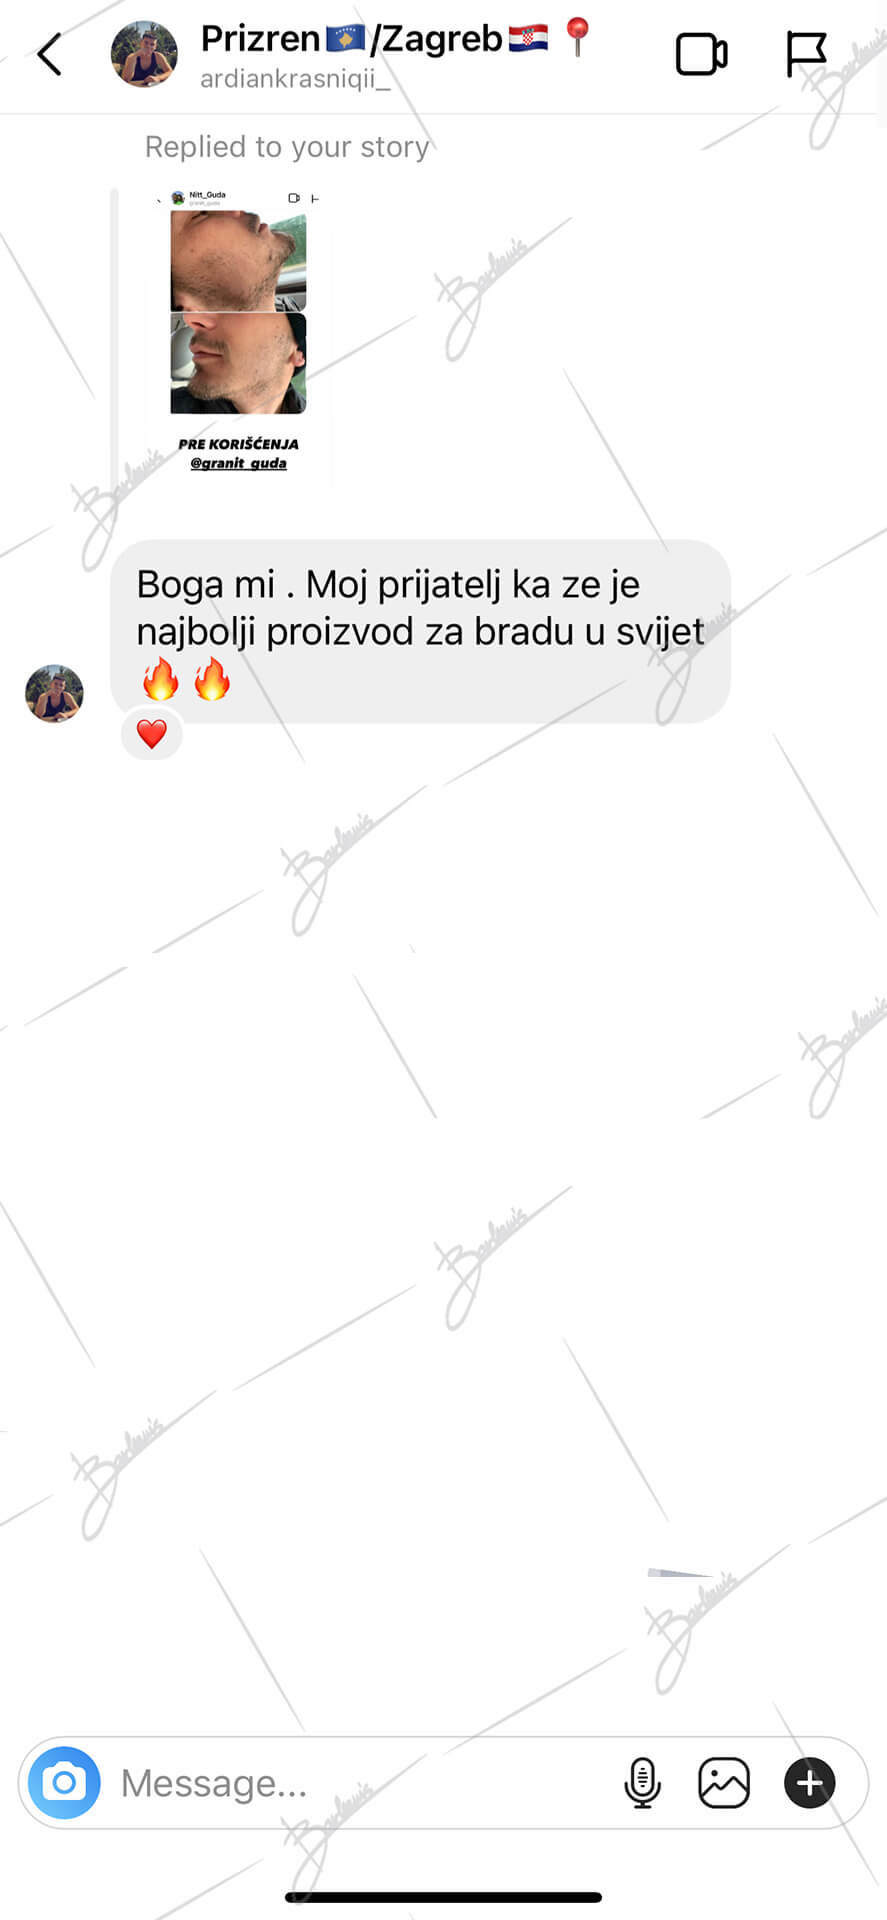 Prizren🇽🇰/Zagreb🇭🇷📍
ardiankrasniqii_
Replied to your story
Nitt_Guda
granit_guda
PRE KORIŠĆENJA
@granit_guda
Boga mi . Moj prijatelj ka ze je
najbolji proizvod za bradu u svijet
🔥🔥
❤️
Message...